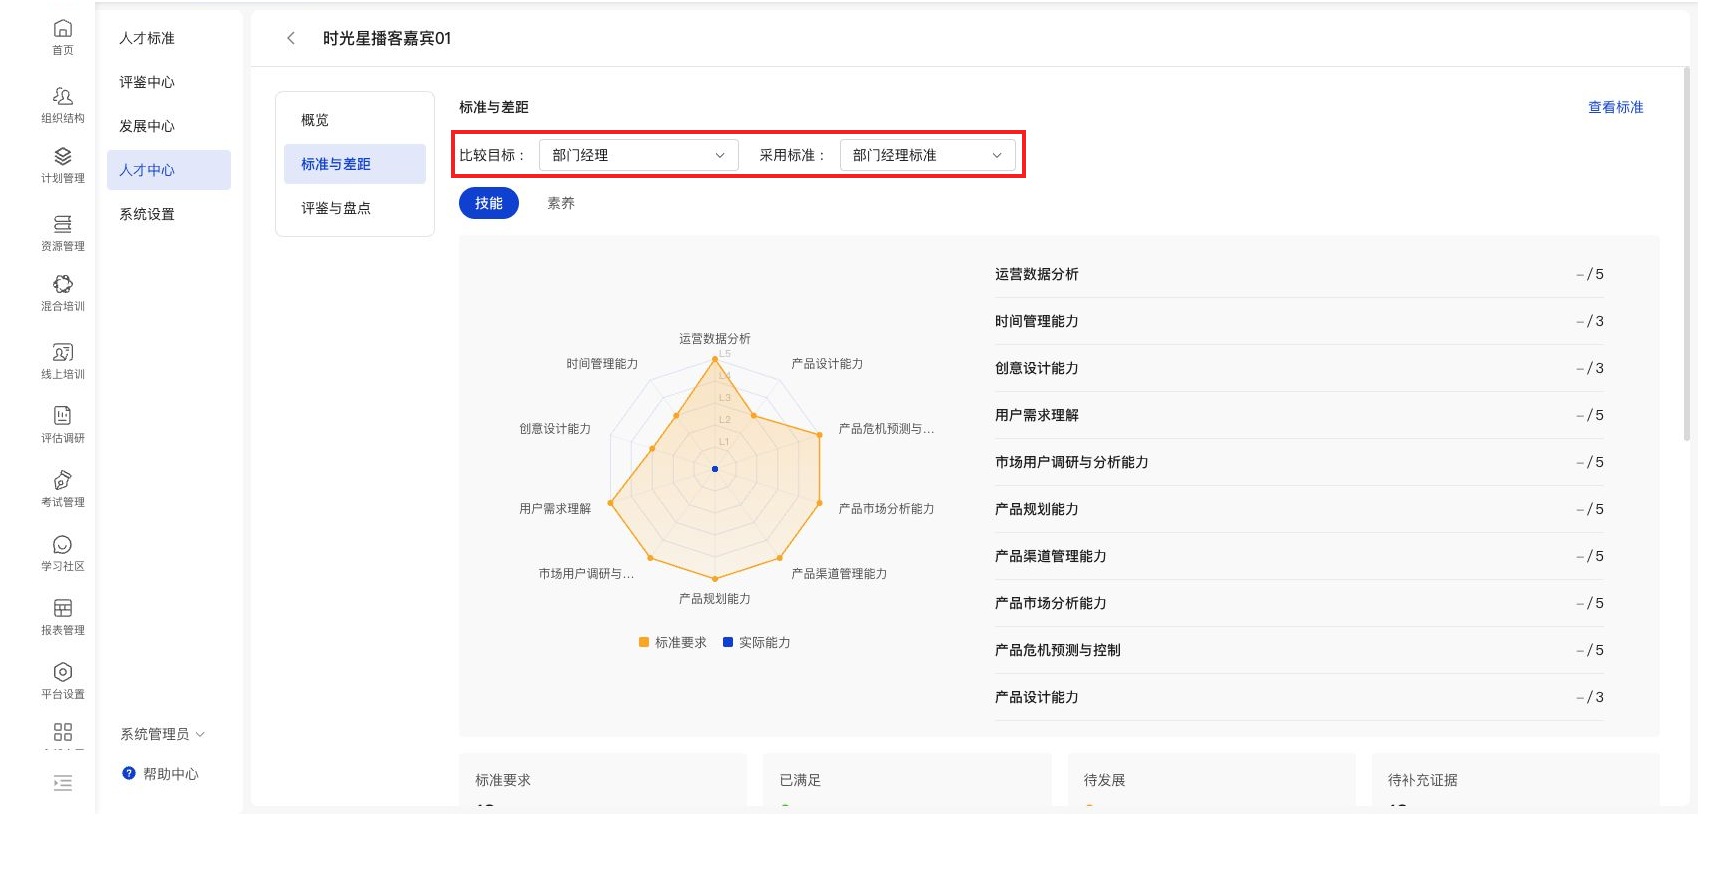 首页
组织结构
计划管理
资源管理
混合培训
线上培训
评估调研
考试管理
学习社区
报表管理
平台设置
人才标准
评鉴中心
发展中心
人才中心
系统设置
系统管理员
帮助中心
时光星播客嘉宾01
概览
标准与差距
评鉴与盘点
标准与差距
查看标准
比较目标： 部门经理 采用标准： 部门经理标准
技能 素养
运营数据分析
L5
时间管理能力 产品设计能力
L4
L3
L2
创意设计能力 产品危机预测与...
L1
用户需求理解 产品市场分析能力
市场用户调研与... 产品渠道管理能力
产品规划能力
标准要求 实际能力
运营数据分析 – / 5
时间管理能力 – / 3
创意设计能力 – / 3
用户需求理解 – / 5
市场用户调研与分析能力 – / 5
产品规划能力 – / 5
产品渠道管理能力 – / 5
产品市场分析能力 – / 5
产品危机预测与控制 – / 5
产品设计能力 – / 3
标准要求 已满足 待发展 待补充证据